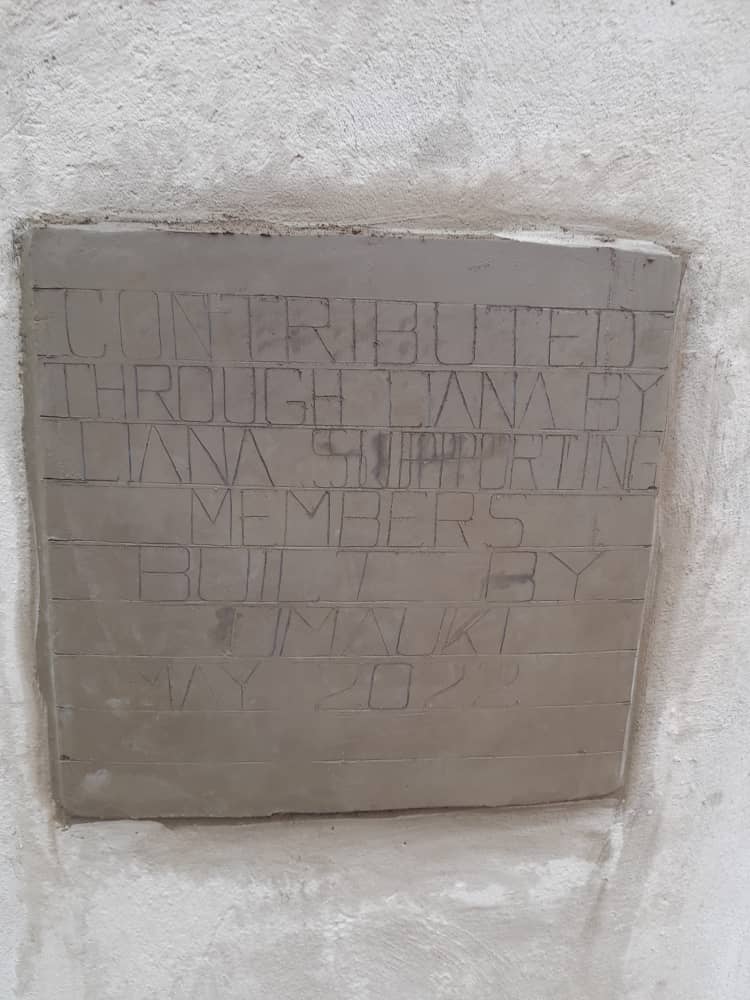 CONTRIBUTED
THROUGH LIANA BY
LIANA SUPPORTING
MEMBERS
BUILT BY
UMAUKI
MAY 2022